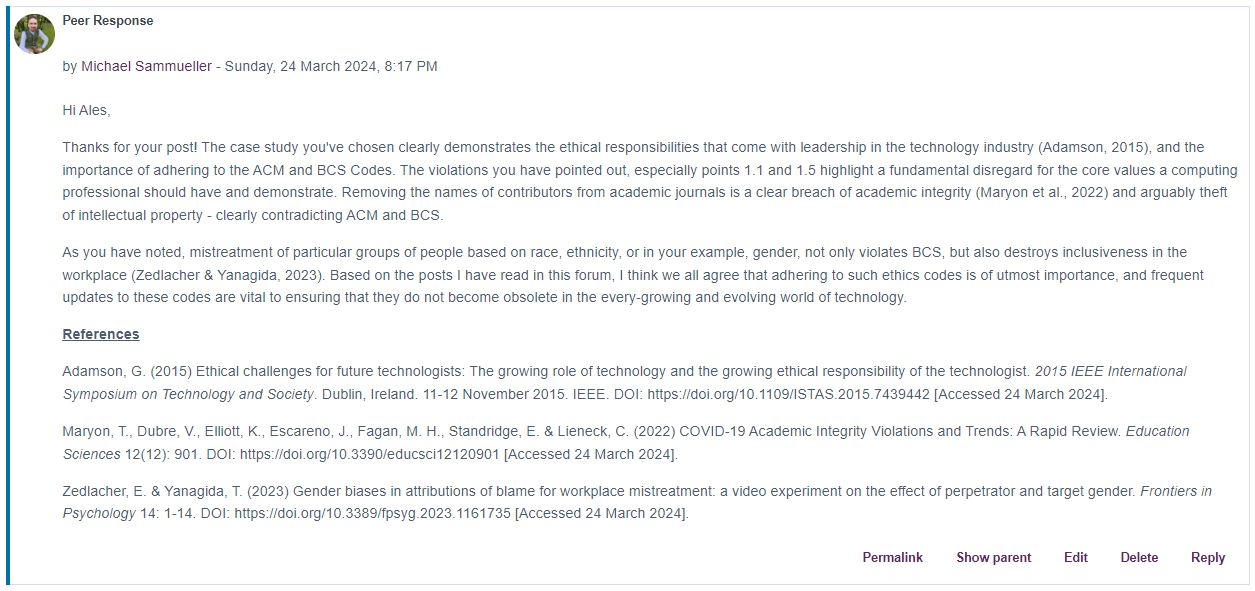 Peer Response
by Michael Sammueller - Sunday, 24 March 2024, 8:17 PM
Hi Ales,
Thanks for your post! The case study you've chosen clearly demonstrates the ethical responsibilities that come with leadership in the technology industry (Adamson, 2015), and the
importance of adhering to the ACM and BCS Codes. The violations you have pointed out, especially points 1.1 and 1.5 highlight a fundamental disregard for the core values a computing
professional should have and demonstrate. Removing the names of contributors from academic journals is a clear breach of academic integrity (Maryon et al., 2022) and arguably theft
of intellectual property - clearly contradicting ACM and BCS.
As you have noted, mistreatment of particular groups of people based on race, ethnicity, or in your example, gender, not only violates BCS, but also destroys inclusiveness in the
workplace (Zedlacher & Yanagida, 2023). Based on the posts I have read in this forum, I think we all agree that adhering to such ethics codes is of utmost importance, and frequent
updates to these codes are vital to ensuring that they do not become obsolete in the every-growing and evolving world of technology.
References
Adamson, G. (2015) Ethical challenges for future technologists: The growing role of technology and the growing ethical responsibility of the technologist. 2015 IEEE International
Symposium on Technology and Society. Dublin, Ireland. 11-12 November 2015. IEEE. DOI: https://doi.org/10.1109/ISTAS.2015.7439442 [Accessed 24 March 2024].
Maryon, T., Dubre, V., Elliott, K., Escareno, J., Fagan, M. H., Standridge, E. & Lieneck, C. (2022) COVID-19 Academic Integrity Violations and Trends: A Rapid Review. Education
Sciences 12(12): 901. DOI: https://doi.org/10.3390/educsci12120901 [Accessed 24 March 2024].
Zedlacher, E. & Yanagida, T. (2023) Gender biases in attributions of blame for workplace mistreatment: a video experiment on the effect of perpetrator and target gender. Frontiers in
Psychology 14: 1-14. DOI: https://doi.org/10.3389/fpsyg.2023.1161735 [Accessed 24 March 2024].
Permalink Show parent Edit Delete Reply